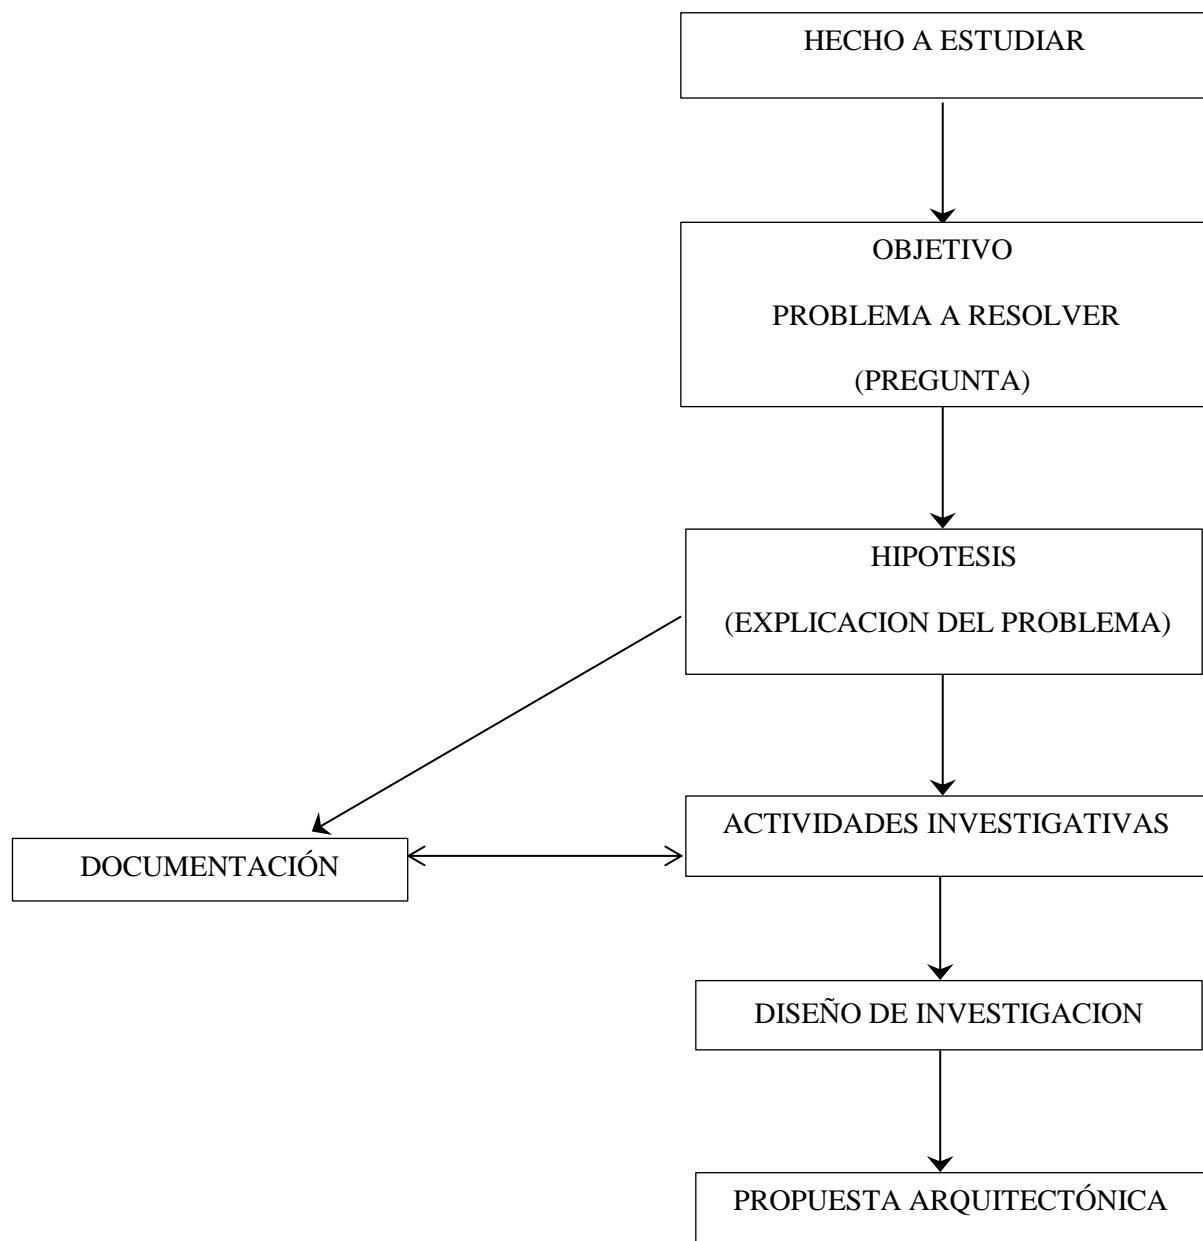 HECHO A ESTUDIAR
OBJETIVO
PROBLEMA A RESOLVER
(PREGUNTA)
HIPOTESIS
(EXPLICACION DEL PROBLEMA)
ACTIVIDADES INVESTIGATIVAS
DOCUMENTACIÓN
DISEÑO DE INVESTIGACION
PROPUESTA ARQUITECTÓNICA